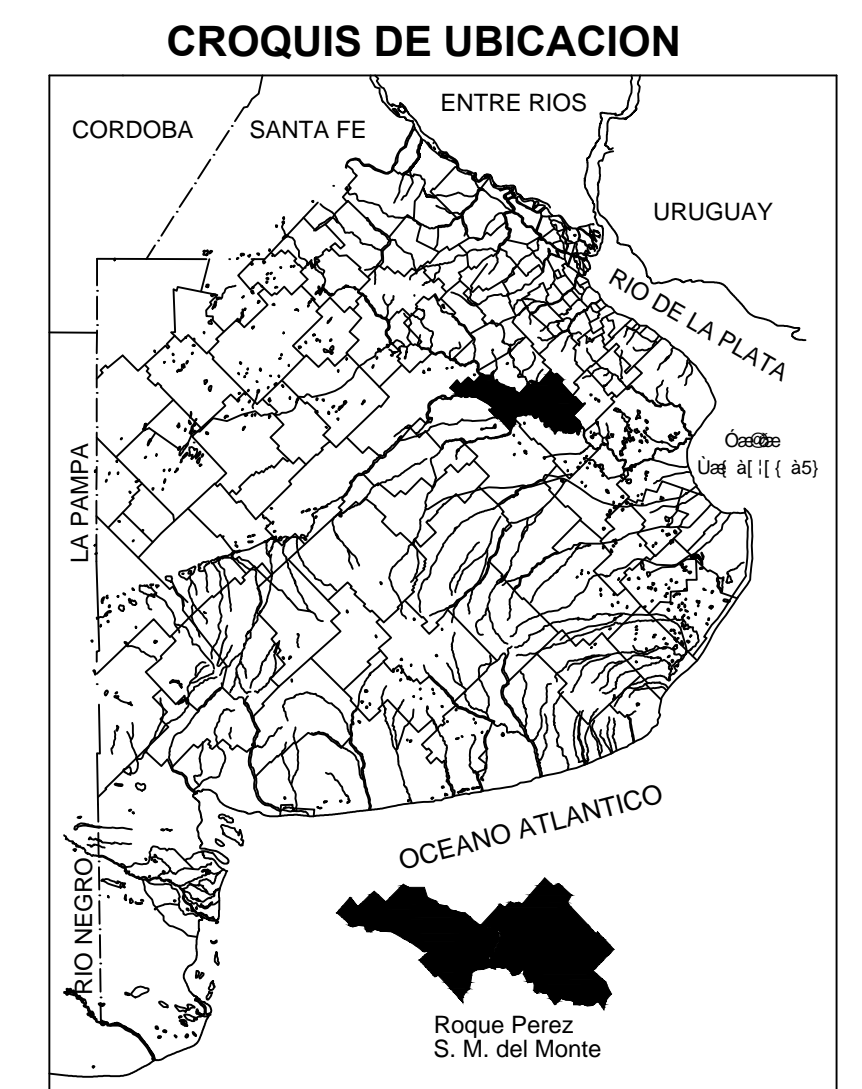 CROQUIS DE UBICACION
ENTRE RIOS
CORDOBA
SANTA FE
URUGUAY
RIO DE LA PLATA
LA PAMPA
OCEANO ATLANTICO
RIO NEGRO
Roque Perez
S. M. del Monte